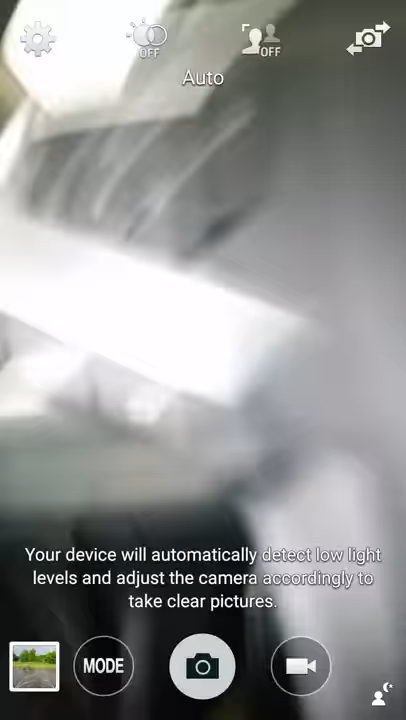 OFF
OFF
Auto
Your device will automatically detect low light
levels and adjust the camera accordingly to
take clear pictures.
MODE